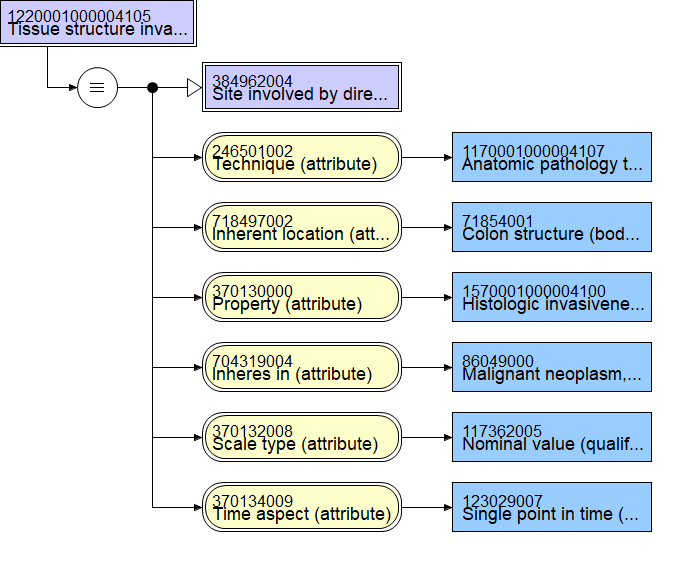 1220001000004105
Tissue structure inva...
≡
384962004
Site involved by dire...
246501002
Technique (attribute)
1170001000004107
Anatomic pathology t...
718497002
Inherent location (att...
71854001
Colon structure (bod...
370130000
Property (attribute)
1570001000004100
Histologic invasivene...
704319004
Inheres in (attribute)
86049000
Malignant neoplasm,...
370132008
Scale type (attribute)
117362005
Nominal value (qualif...
370134009
Time aspect (attribute)
123029007
Single point in time (...